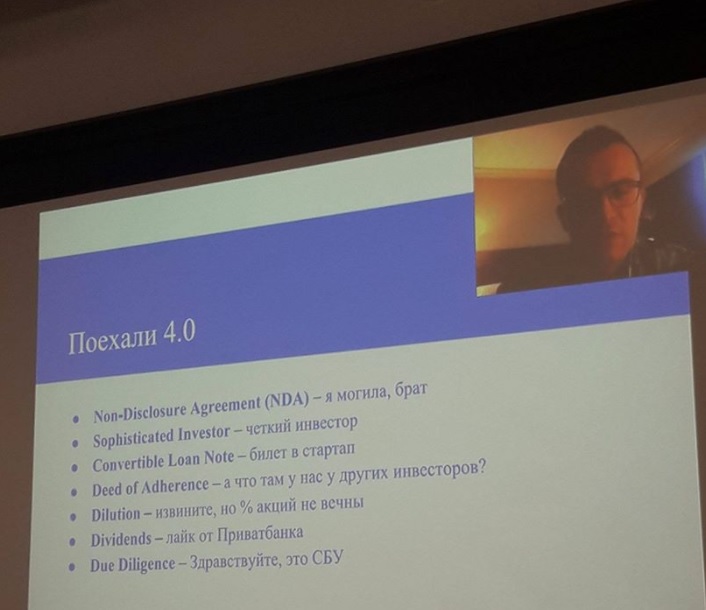 Поехали 4.0
Non-Disclosure Agreement (NDA) – я могила, брат
Sophisticated Investor – четкий инвестор
Convertible Loan Note – билет в стартап
Deed of Adherence – а что там у нас у других инвесторов?
Dilution – извините, но % акций не вечны
Dividends – лайк от Приватбанка
Due Diligence – Здравствуйте, это СБУ